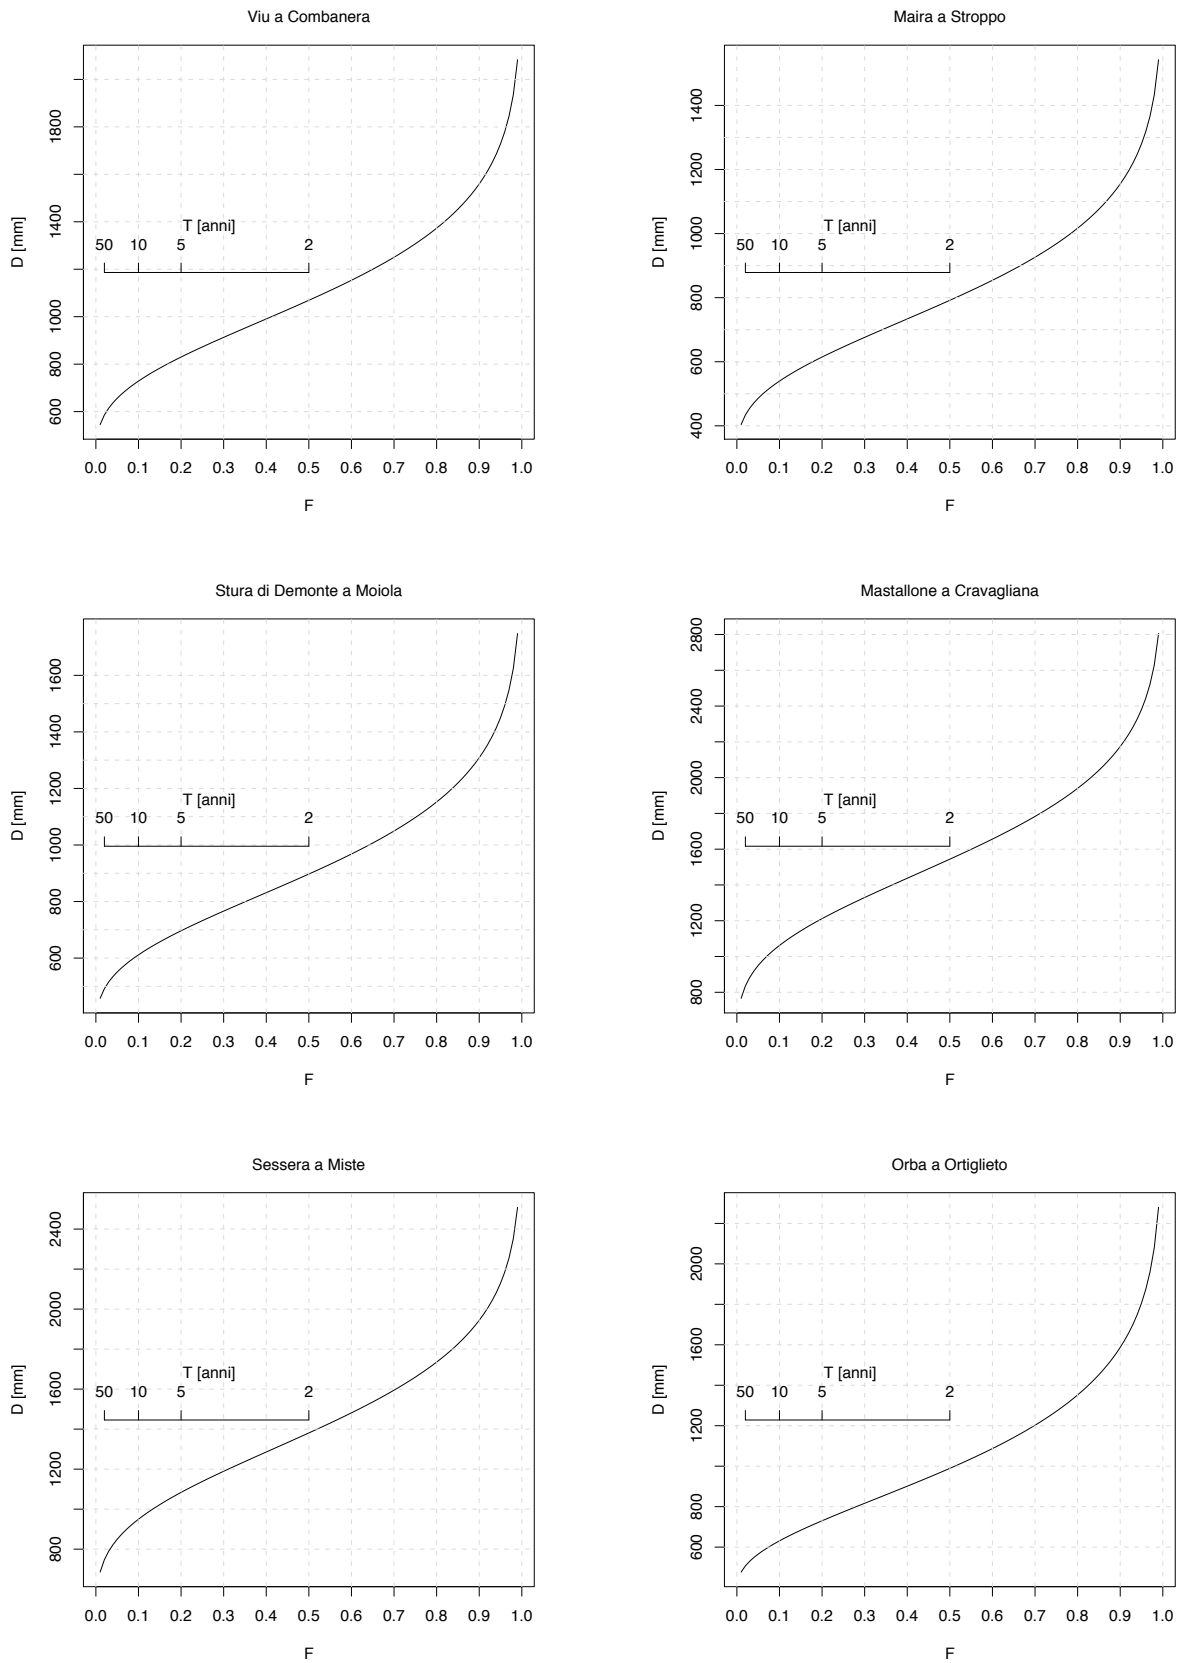 Viu a Combanera
D [mm]
600 800 1000 1400 1800
T [anni]
50 10 5 2
0.0 0.1 0.2 0.3 0.4 0.5 0.6 0.7 0.8 0.9 1.0
F
Maira a Stroppo
D [mm]
400 600 800 1000 1200 1400
T [anni]
50 10 5 2
0.0 0.1 0.2 0.3 0.4 0.5 0.6 0.7 0.8 0.9 1.0
F
Stura di Demonte a Moiola
D [mm]
600 800 1000 1200 1400 1600
T [anni]
50 10 5 2
0.0 0.1 0.2 0.3 0.4 0.5 0.6 0.7 0.8 0.9 1.0
F
Mastallone a Cravagliana
D [mm]
800 1200 1600 2000 2400 2800
T [anni]
50 10 5 2
0.0 0.1 0.2 0.3 0.4 0.5 0.6 0.7 0.8 0.9 1.0
F
Sessera a Miste
D [mm]
800 1200 1600 2000 2400
T [anni]
50 10 5 2
0.0 0.1 0.2 0.3 0.4 0.5 0.6 0.7 0.8 0.9 1.0
F
Orba a Ortiglieto
D [mm]
600 800 1200 1600 2000
T [anni]
50 10 5 2
0.0 0.1 0.2 0.3 0.4 0.5 0.6 0.7 0.8 0.9 1.0
F